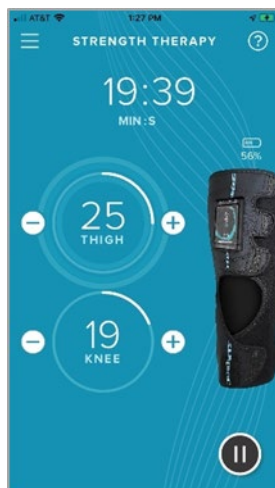 AT&T 1:27 PM
STRENGTH THERAPY ?
19:39
MIN:S
56%
25
THIGH
19
KNEE